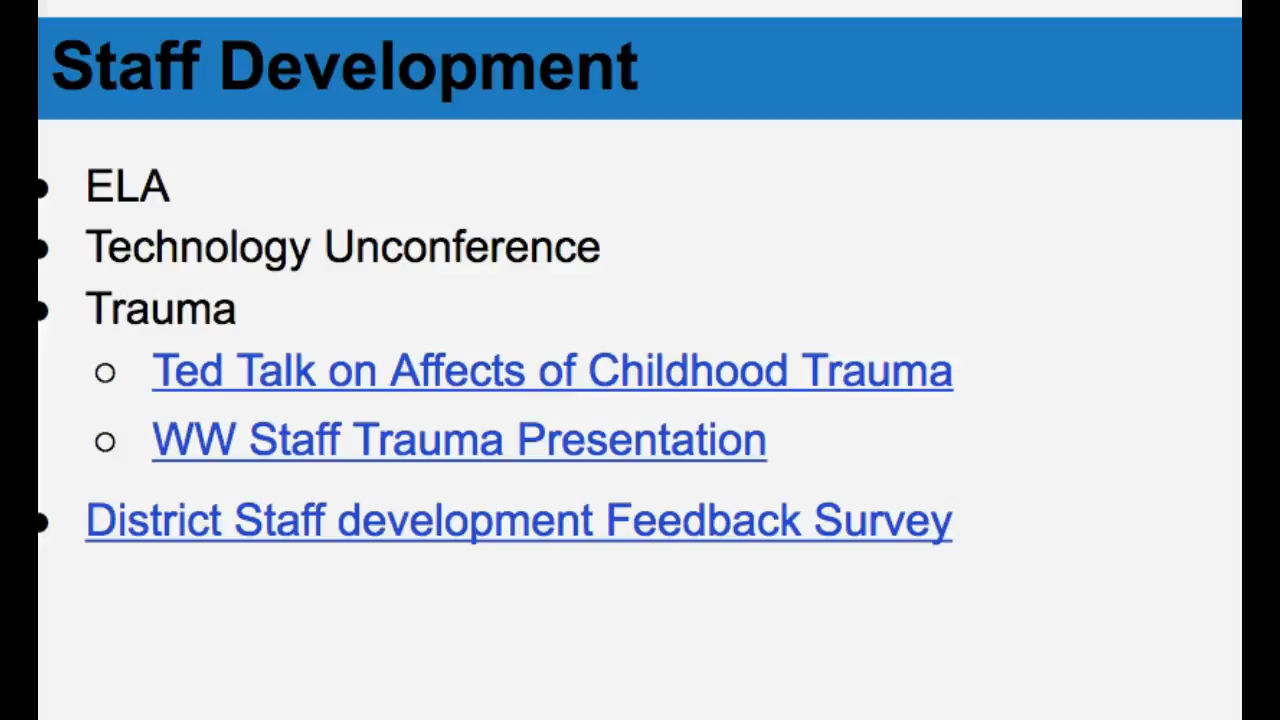 Staff Development
ELA
Technology Unconference
Trauma
Ted Talk on Affects of Childhood Trauma
WW Staff Trauma Presentation
District Staff development Feedback Survey